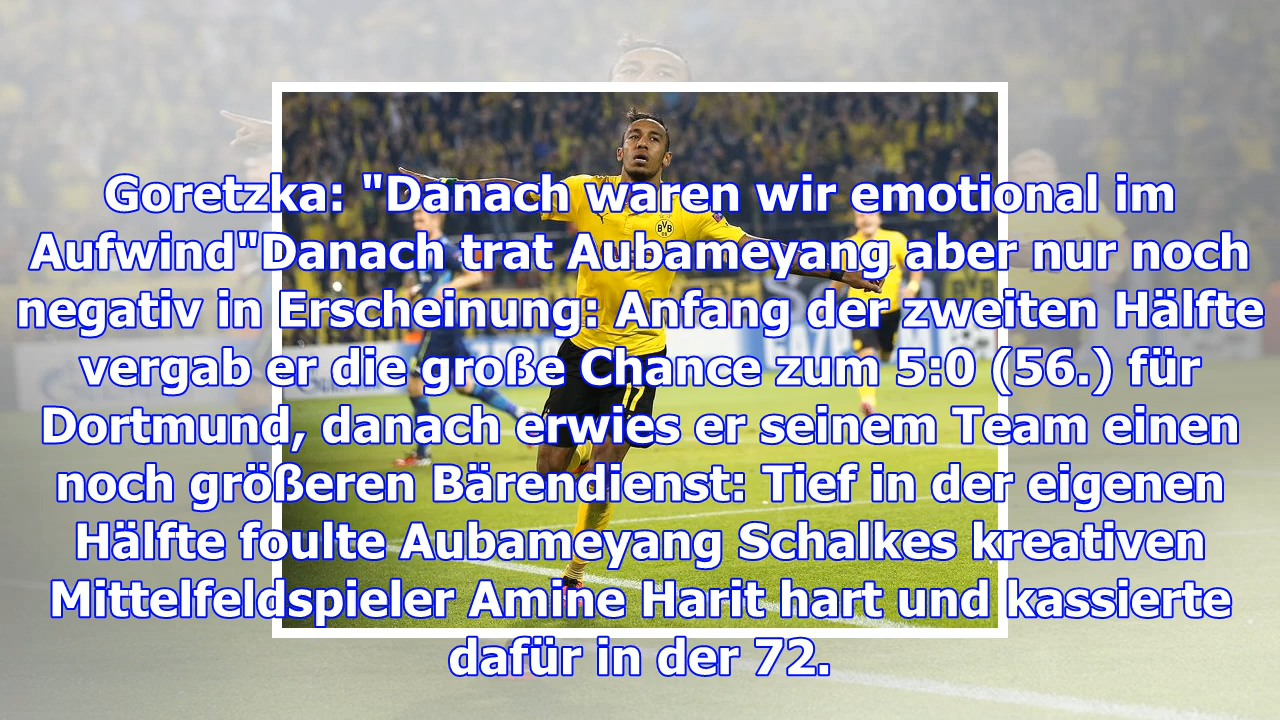 Goretzka: "Danach waren wir emotional im
Aufwind"Danach trat Aubameyang aber nur noch
negativ in Erscheinung: Anfang der zweiten Hälfte
vergab er die große Chance zum 5:0 (56.) für
Dortmund, danach erwies er seinem Team einen
noch größeren Bärendienst: Tief in der eigenen
Hälfte foulte Aubameyang Schalkes kreativen
Mittelfeldspieler Amine Harit hart und kassierte
dafür in der 72.
BVB
09
17